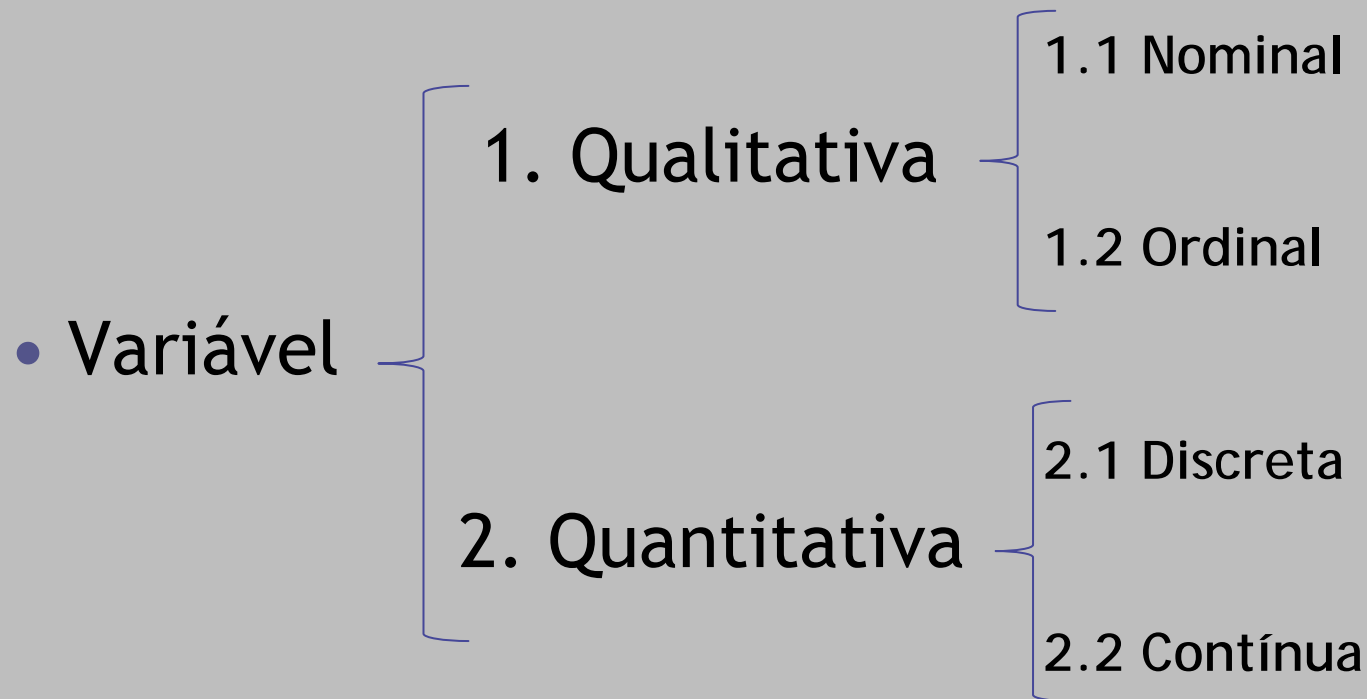 • Variável
1. Qualitativa
1.1 Nominal
1.2 Ordinal
2. Quantitativa
2.1 Discreta
2.2 Contínua